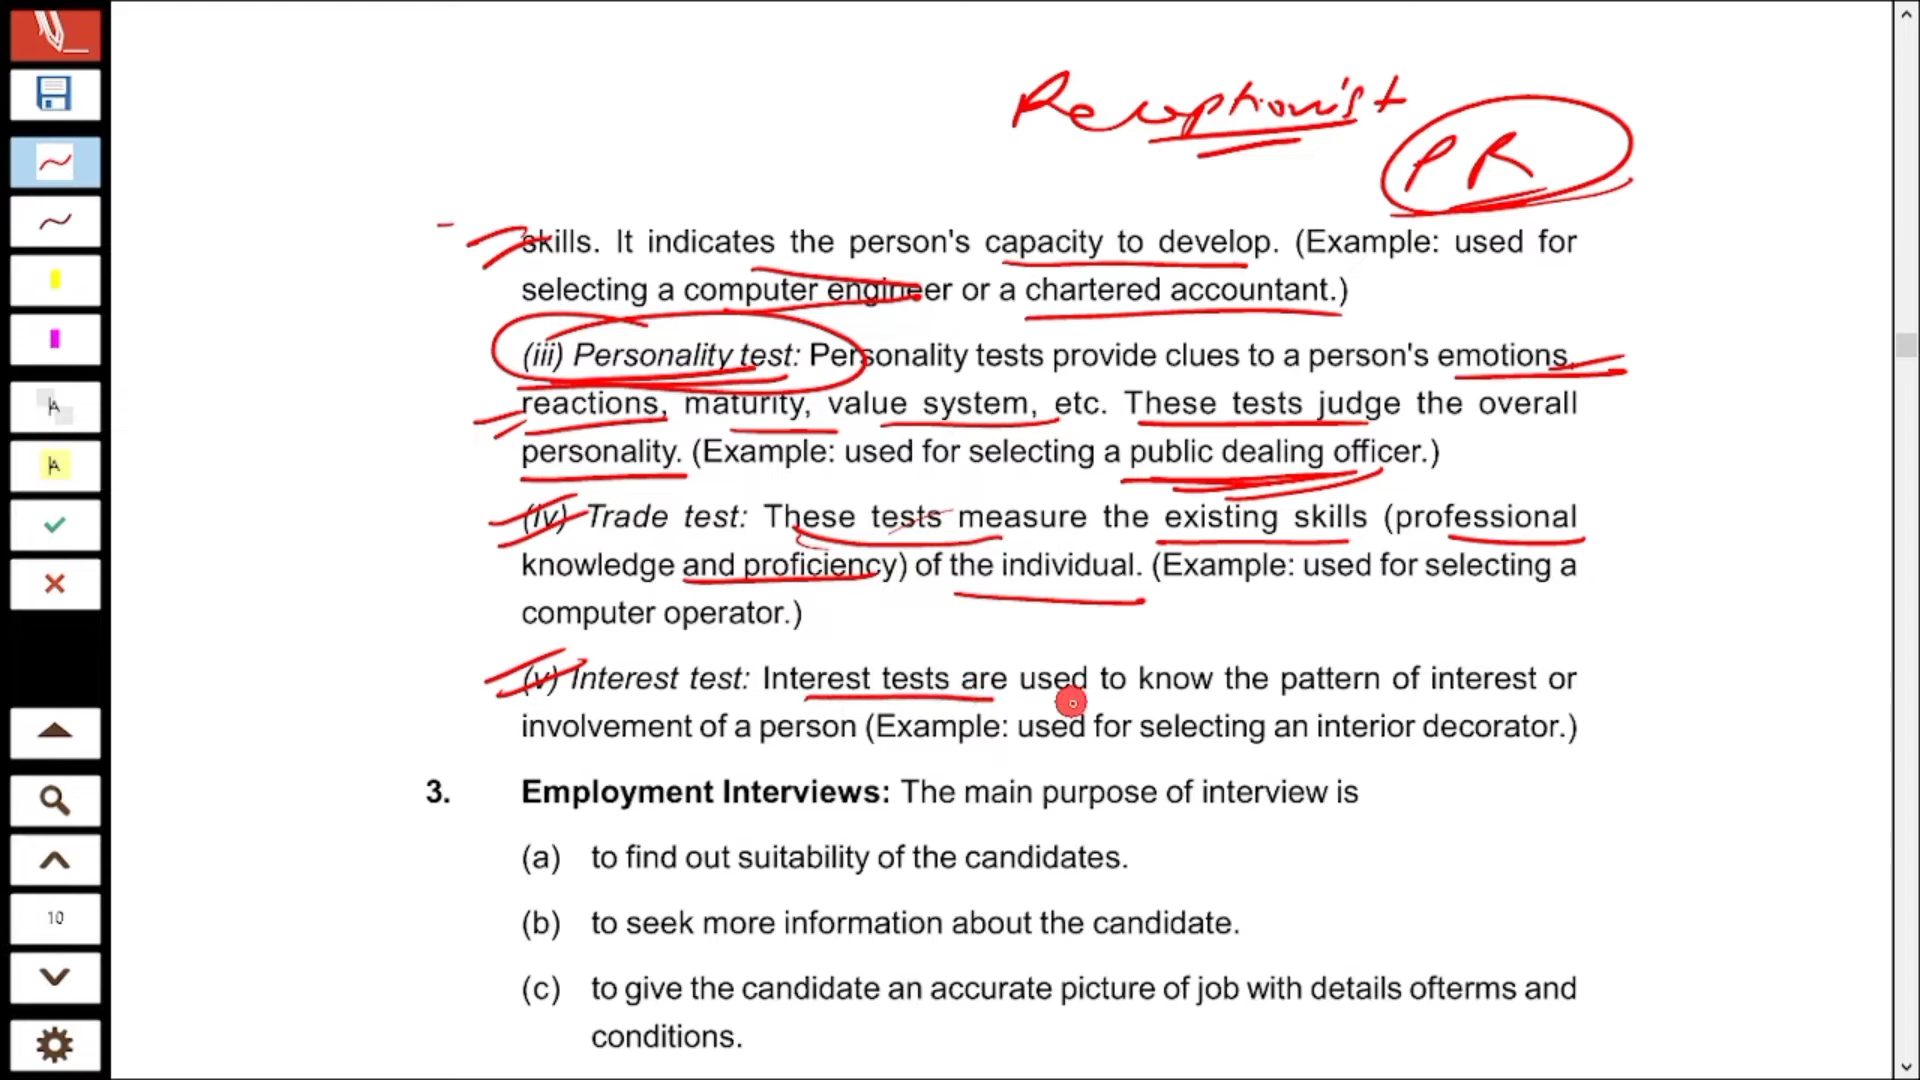 Receptionist
PR
skills. It indicates the person's capacity to develop. (Example: used for
selecting a computer engineer or a chartered accountant.)
(iii) Personality test: Personality tests provide clues to a person's emotions,
reactions, maturity, value system, etc. These tests judge the overall
personality. (Example: used for selecting a public dealing officer.)
(iv) Trade test: These tests measure the existing skills (professional
knowledge and proficiency) of the individual. (Example: used for selecting a
computer operator.)
(v) Interest test: Interest tests are used to know the pattern of interest or
involvement of a person (Example: used for selecting an interior decorator.)
3. Employment Interviews: The main purpose of interview is
(a) to find out suitability of the candidates.
(b) to seek more information about the candidate.
(c) to give the candidate an accurate picture of job with details ofterms and
conditions.
A
A
10